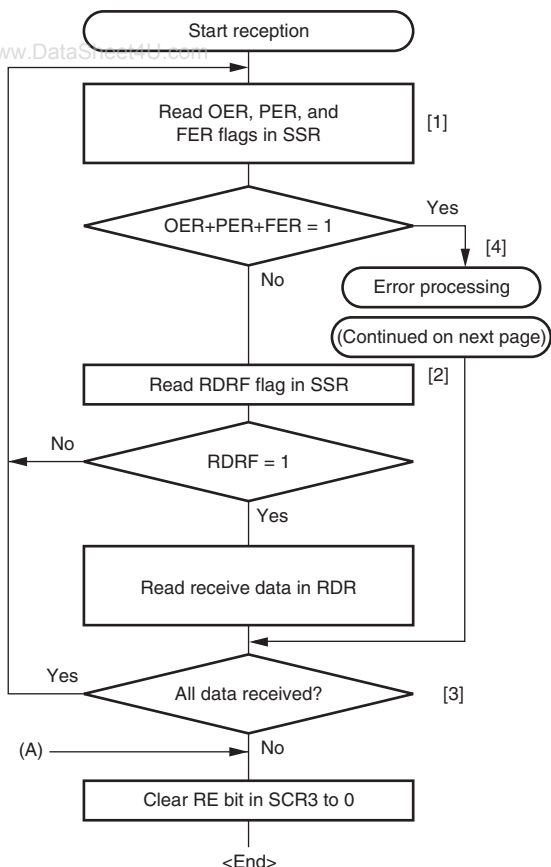 Start reception
www.DataSheet4U.com
Read OER, PER, and
FER flags in SSR
[1]
OER+PER+FER = 1
Yes
[4]
No
Error processing
(Continued on next page)
Read RDRF flag in SSR
[2]
No
RDRF = 1
Yes
Read receive data in RDR
Yes
All data received?
[3]
(A)
No
Clear RE bit in SCR3 to 0
<End>